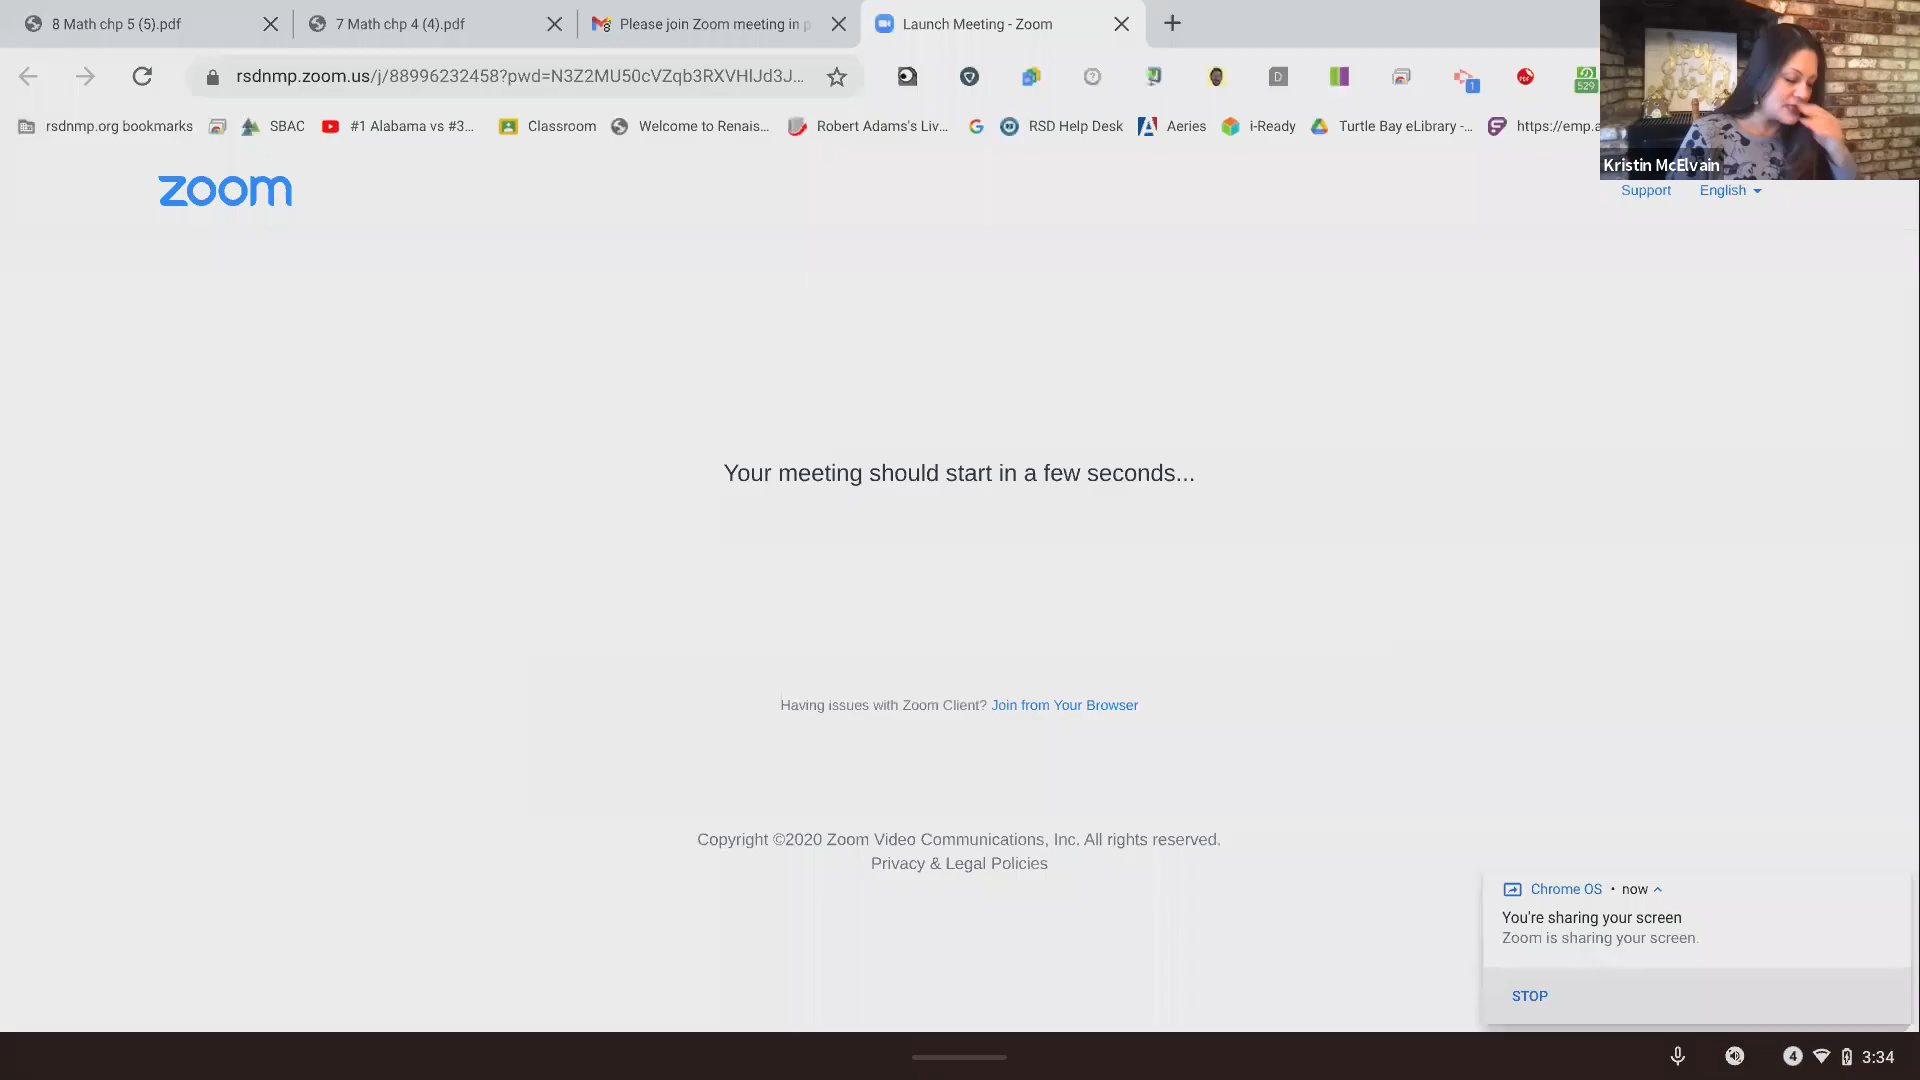 8 Math chp 5 (5).pdf
7 Math chp 4 (4).pdf
Please join Zoom meeting in p
Launch Meeting - Zoom
rsdnmp.zoom.us/j/88996232458?pwd=N3Z2MU50cVZqb3RXVHlJd3J...
D
1
529
rsdnmp.org bookmarks
SBAC
#1 Alabama vs #3...
Classroom
Welcome to Renais...
Robert Adams's Liv...
RSD Help Desk
Aeries
i-Ready
Turtle Bay eLibrary -...
https://emp.a
Kristin McElvain
zoom
Support
English
Your meeting should start in a few seconds...
Having issues with Zoom Client? Join from Your Browser
Copyright ©2020 Zoom Video Communications, Inc. All rights reserved.
Privacy & Legal Policies
Chrome OS • now
You're sharing your screen
Zoom is sharing your screen.
STOP
4
3:34